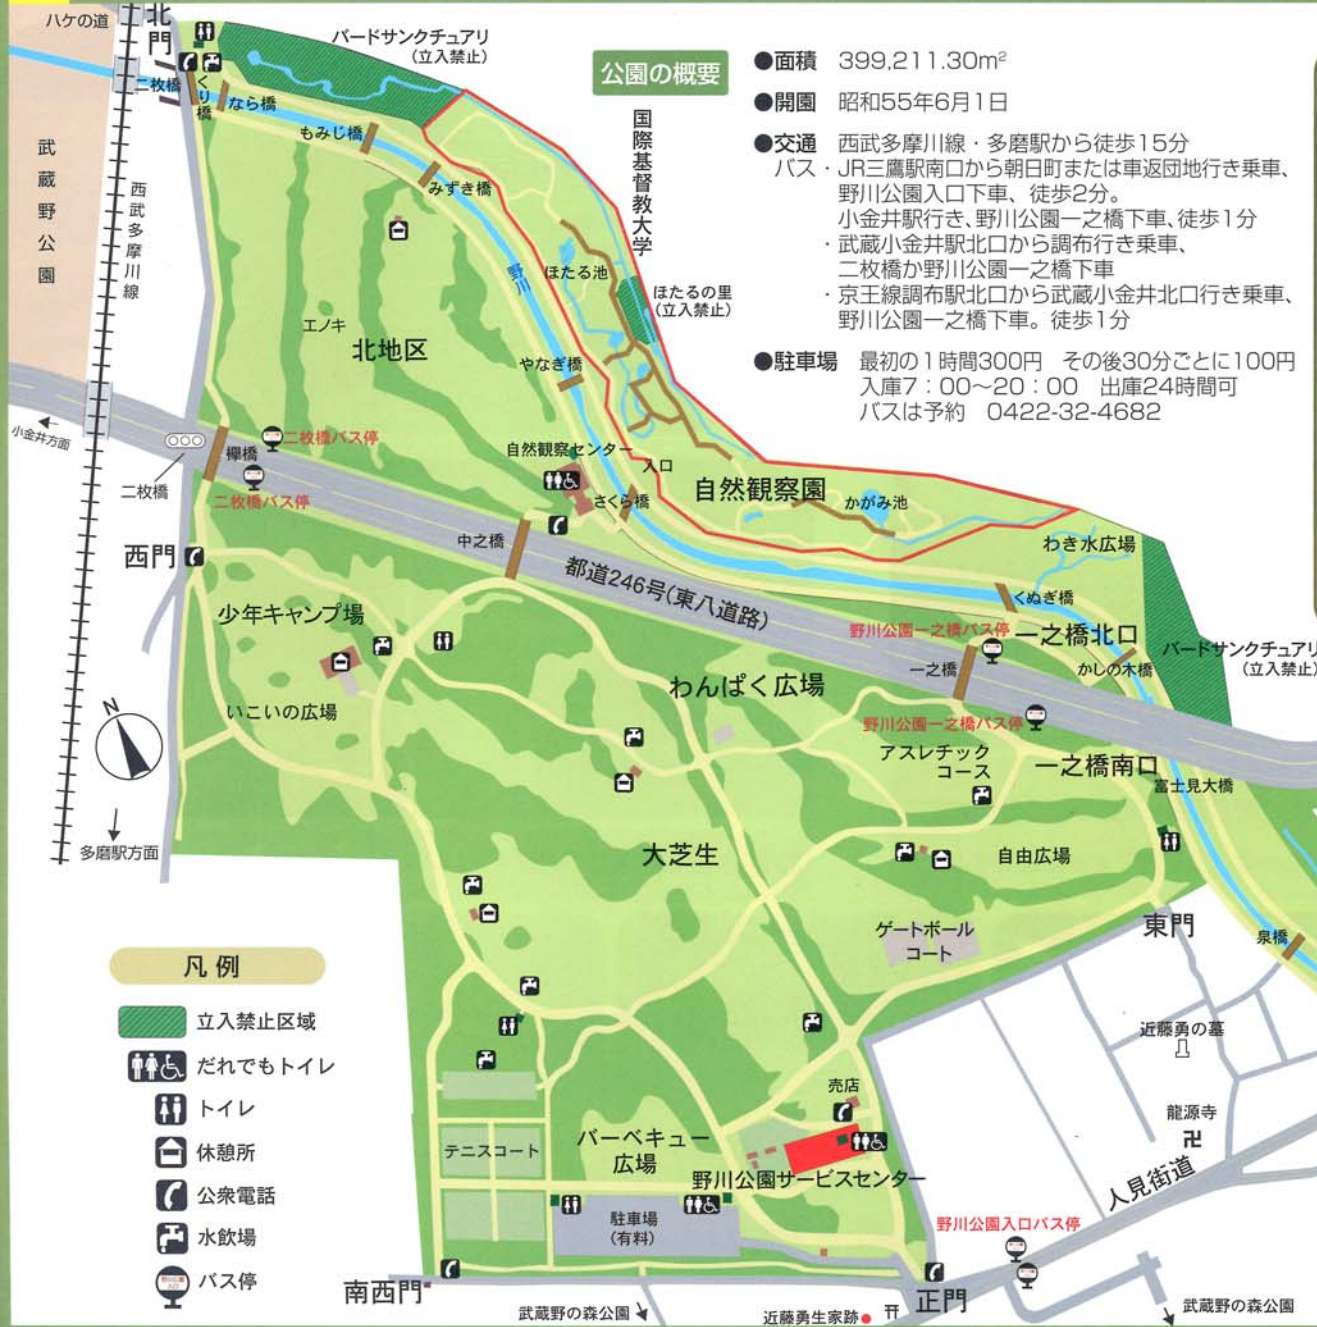 ハケの道
北門
バードサンクチュアリ
(立入禁止)
二枚橋
くり橋
なら橋
もみじ橋
みずき橋
武蔵野公園
西武多摩川線
国際基督教大学
公園の概要
●面積 399,211.30m²
●開園 昭和55年6月1日
●交通 西武多摩川線・多磨駅から徒歩15分
バス・JR三鷹駅南口から朝日町または車返団地行き乗車、
野川公園入口下車、徒歩2分。
小金井駅行き、野川公園一之橋下車、徒歩1分
・武蔵小金井駅北口から調布行き乗車、
二枚橋か野川公園一之橋下車
・京王線調布駅北口から武蔵小金井北口行き乗車、
野川公園一之橋下車。徒歩1分
●駐車場 最初の1時間300円 その後30分ごとに100円
入庫7:00〜20:00 出庫24時間可
バスは予約 0422-32-4682
野川
ほたる池
ほたるの里
(立入禁止)
エノキ
北地区
やなぎ橋
小金井方面
二枚橋
欅橋
二枚橋バス停
二枚橋バス停
自然観察センター
入口
さくら橋
自然観察園
かがみ池
わき水広場
西門
中之橋
都道246号(東八道路)
くぬぎ橋
少年キャンプ場
野川公園一之橋バス停
一之橋北口
バードサンクチュアリ
(立入禁止)
一之橋
かしの木橋
わんぱく広場
いこいの広場
N
野川公園一之橋バス停
アスレチック
コース
一之橋南口
富士見大橋
多磨駅方面
大芝生
自由広場
ゲートボール
コート
東門
泉橋
凡例
立入禁止区域
だれでもトイレ
トイレ
休憩所
公衆電話
水飲場
バス停
近藤勇の墓
龍源寺
卍
売店
テニスコート
バーベキュー
広場
野川公園サービスセンター
人見街道
駐車場
(有料)
野川公園入口バス停
南西門
正門
武蔵野の森公園
近藤勇生家跡
武蔵野の森公園